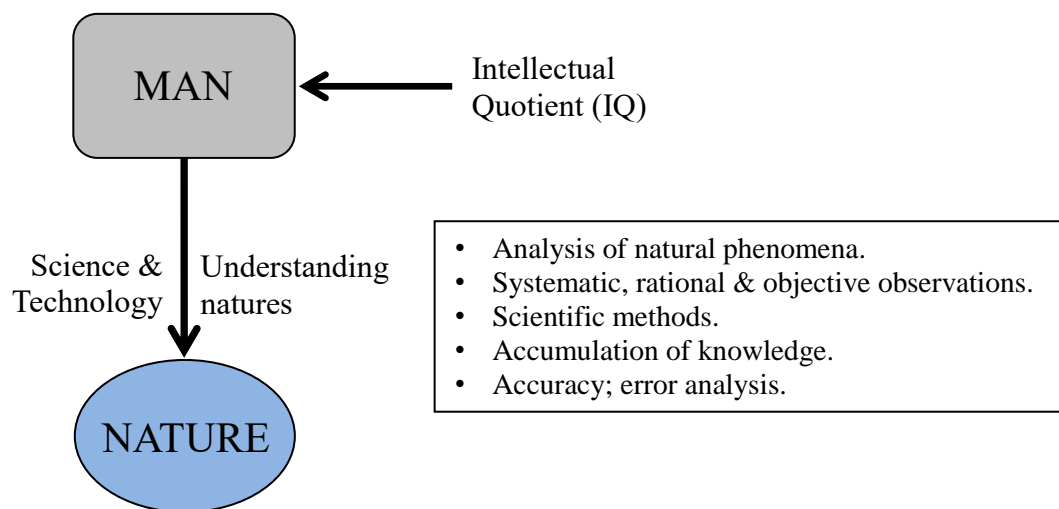 MAN
Intellectual
Quotient (IQ)
Science &
Technology
Understanding
natures
• Analysis of natural phenomena.
• Systematic, rational & objective observations.
• Scientific methods.
• Accumulation of knowledge.
• Accuracy; error analysis.
NATURE